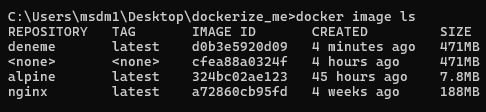 C:\Users\msdm1\Desktop\dockerize_me>docker image ls
REPOSITORY TAG IMAGE ID CREATED SIZE
deneme latest d0b3e5920d09 4 minutes ago 471MB
<none> <none> cfea88a0324f 4 hours ago 471MB
alpine latest 324bc02ae123 45 hours ago 7.8MB
nginx latest a72860cb95fd 4 weeks ago 188MB